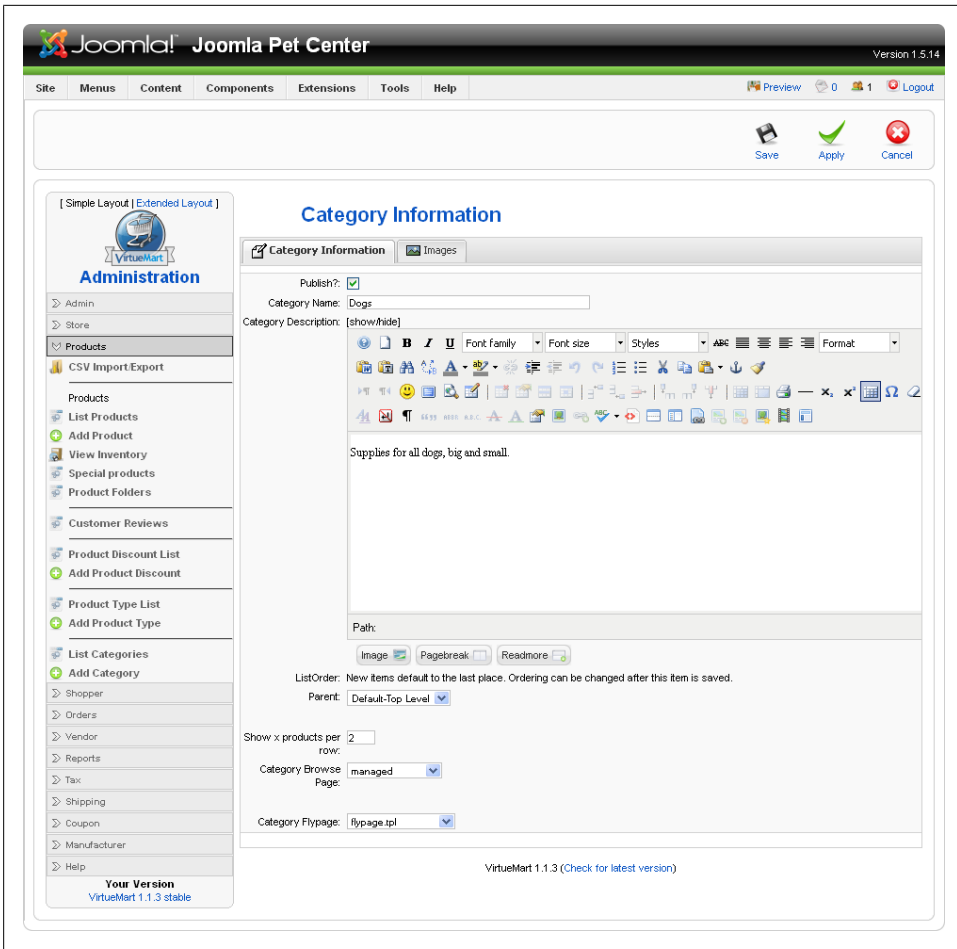 Joomla! Joomla Pet Center
Version 1.5.14
Site Menus Content Components Extensions Tools Help Preview 0 1 Logout
Save Apply Cancel
[ Simple Layout | Extended Layout ]
VirtueMart
Administration
Admin
Store
Products
CSV Import/Export
Products
List Products
Add Product
View Inventory
Special products
Product Folders
Customer Reviews
Product Discount List
Add Product Discount
Product Type List
Add Product Type
List Categories
Add Category
Shopper
Orders
Vendor
Reports
Tax
Shipping
Coupon
Manufacturer
Help
Your Version
VirtueMart 1.1.3 stable
Category Information
Category Information Images
Publish?:
Category Name: Dogs
Category Description: [show/hide]
B I U Font family Font size Styles ABC Format
Supplies for all dogs, big and small.
Path:
Image Pagebreak Readmore
ListOrder: New items default to the last place. Ordering can be changed after this item is saved.
Parent: Default-Top Level
Show x products per
row: 2
Category Browse
Page: managed
Category Flypage: flypage.tpl
VirtueMart 1.1.3 (Check for latest version)